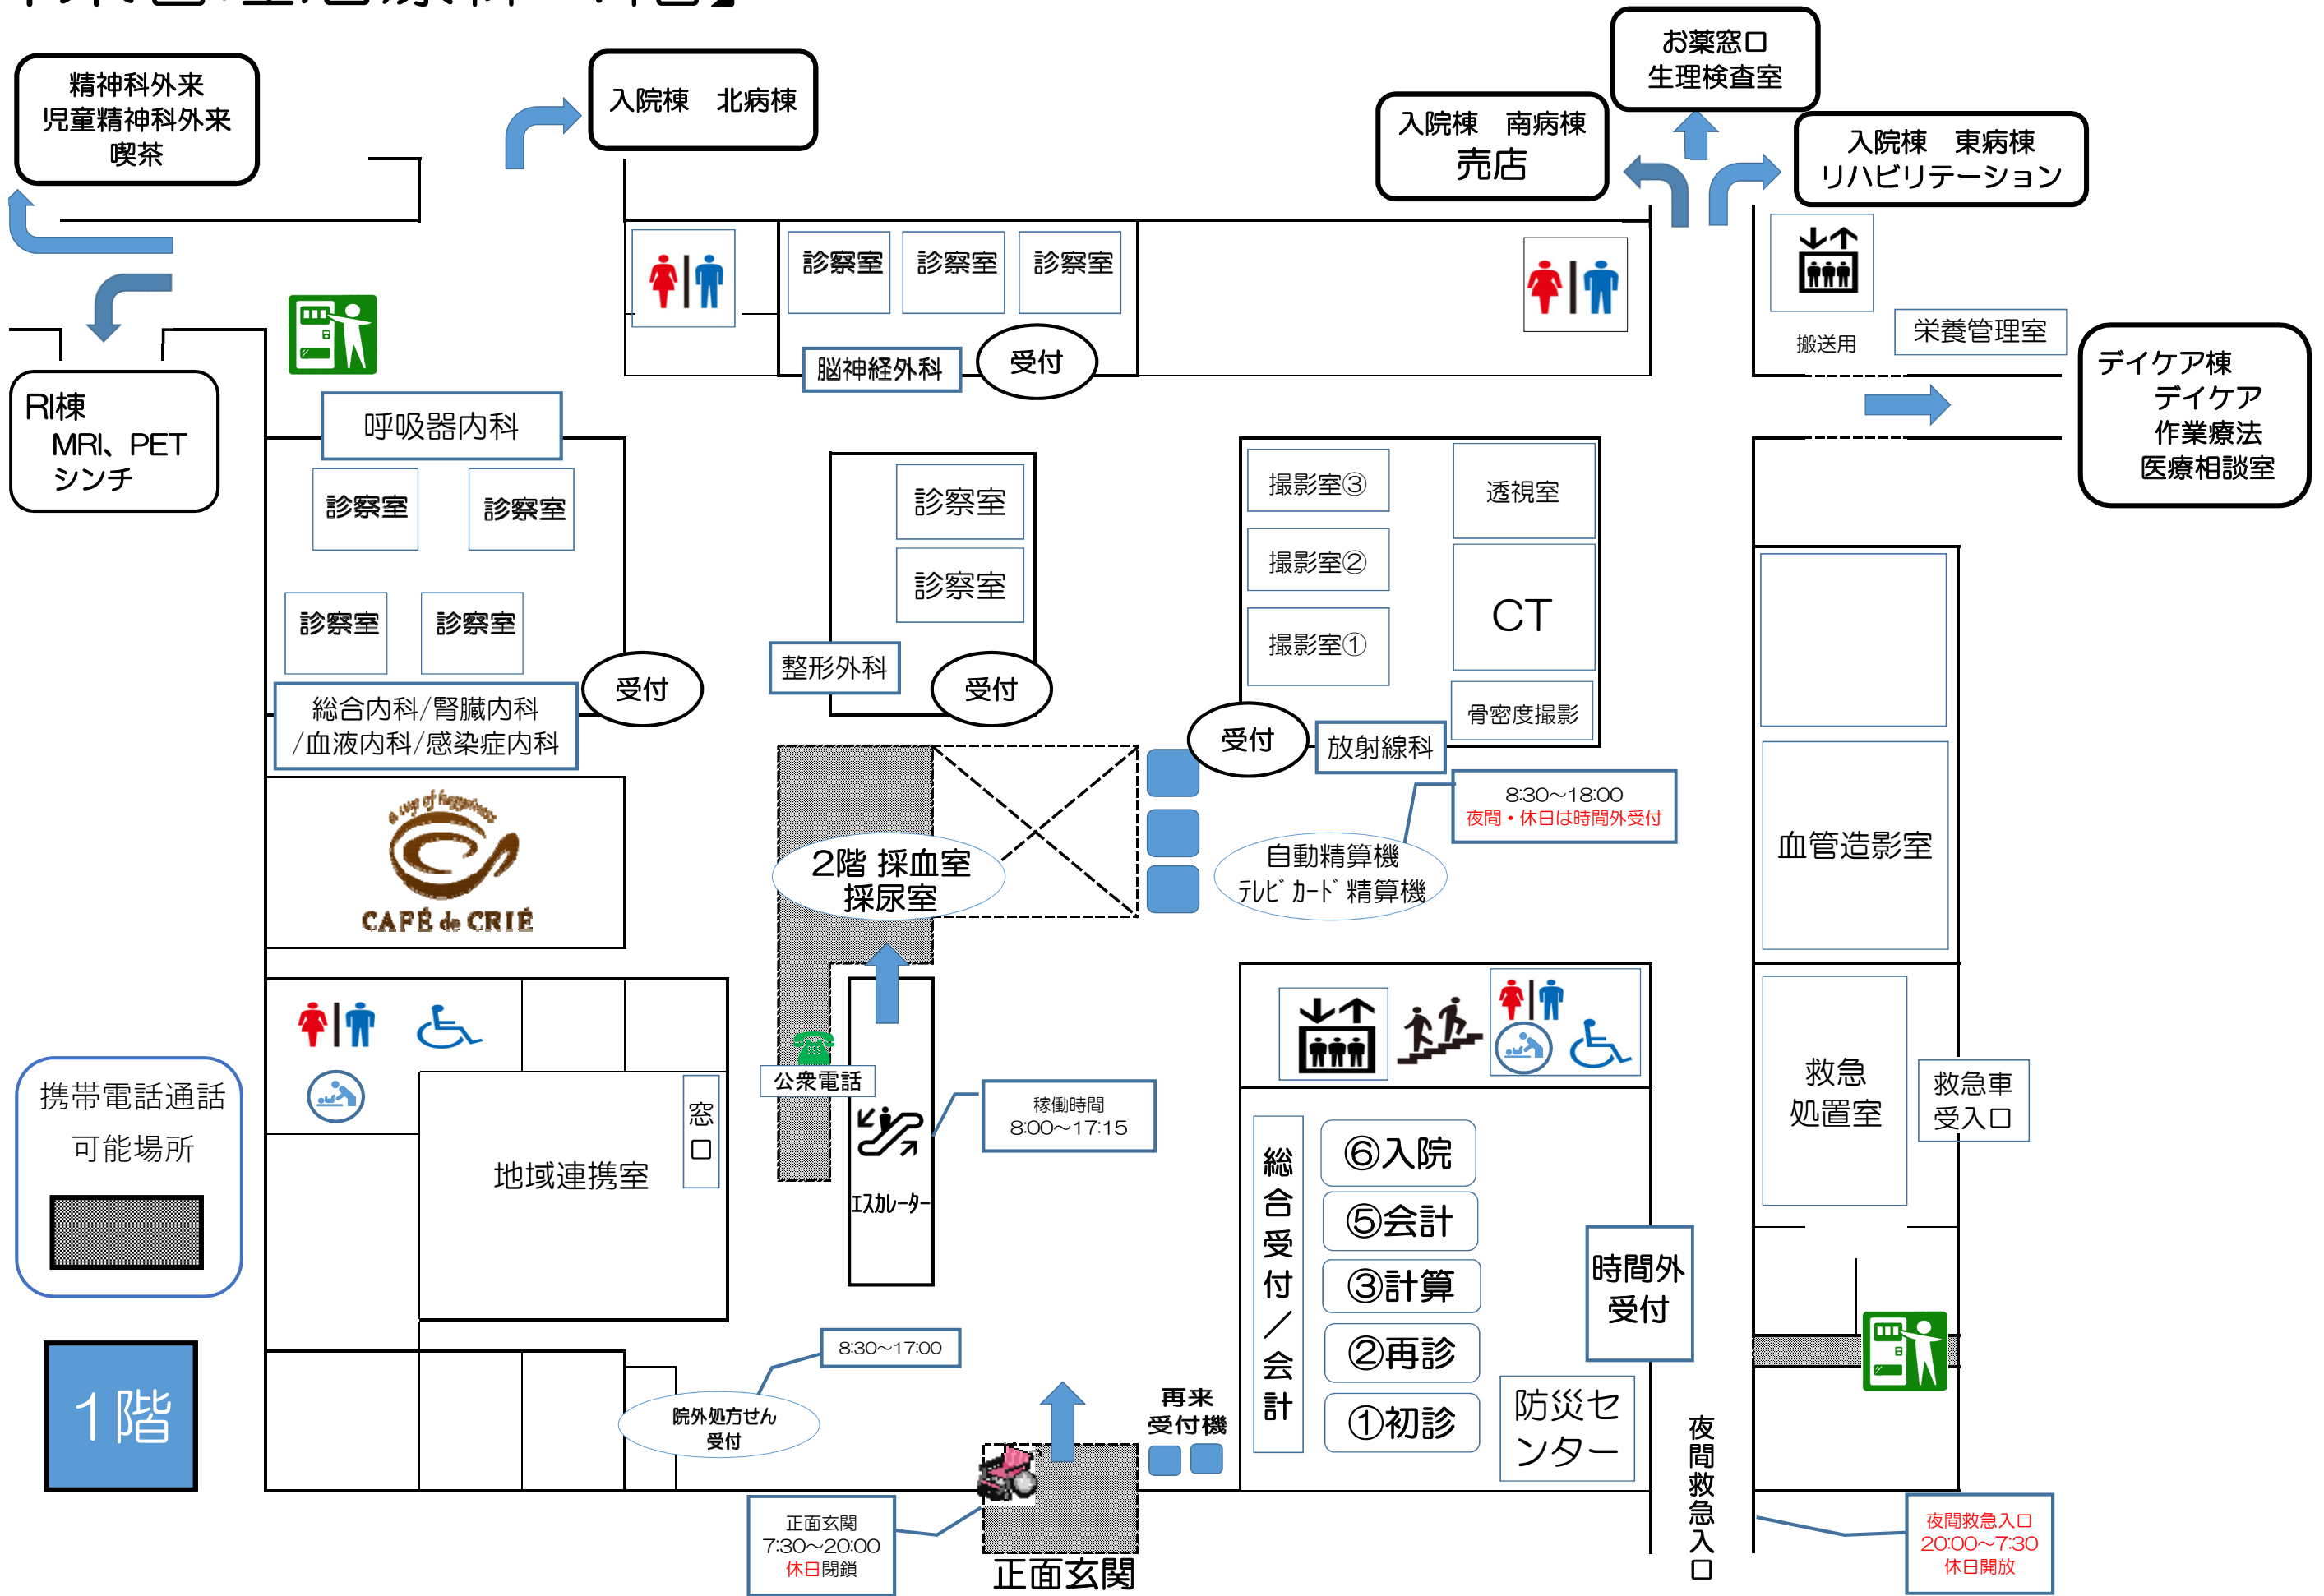 精神科外来
児童精神科外来
喫茶
入院棟　北病棟
入院棟　南病棟
売店
お薬窓口
生理検査室
入院棟　東病棟
リハビリテーション
診察室
診察室
診察室
脳神経外科
受付
搬送用
栄養管理室
デイケア棟
デイケア
作業療法
医療相談室
RI棟
MRI、PET
シンチ
呼吸器内科
診察室
診察室
診察室
診察室
受付
総合内科/腎臓内科
/血液内科/感染症内科
診察室
診察室
整形外科
受付
撮影室③
撮影室②
撮影室①
透視室
CT
骨密度撮影
受付
放射線科
8:30～18:00
夜間・休日は時間外受付
自動精算機
ﾃﾚﾋﾞｶｰﾄﾞ精算機
a cup of happiness
CAFÉ de CRIÉ
2階 採血室
採尿室
血管造影室
救急
処置室
救急車
受入口
公衆電話
エスカレーター
稼働時間
8:00～17:15
窓
口
地域連携室
携帯電話通話
可能場所
1階
総合受付／会計
⑥入院
⑤会計
③計算
②再診
①初診
時間外
受付
防災セ
ンター
8:30～17:00
院外処方せん
受付
再来
受付機
正面玄関
7:30～20:00
休日閉鎖
正面玄関
夜間救急入口
夜間救急入口
20:00～7:30
休日開放